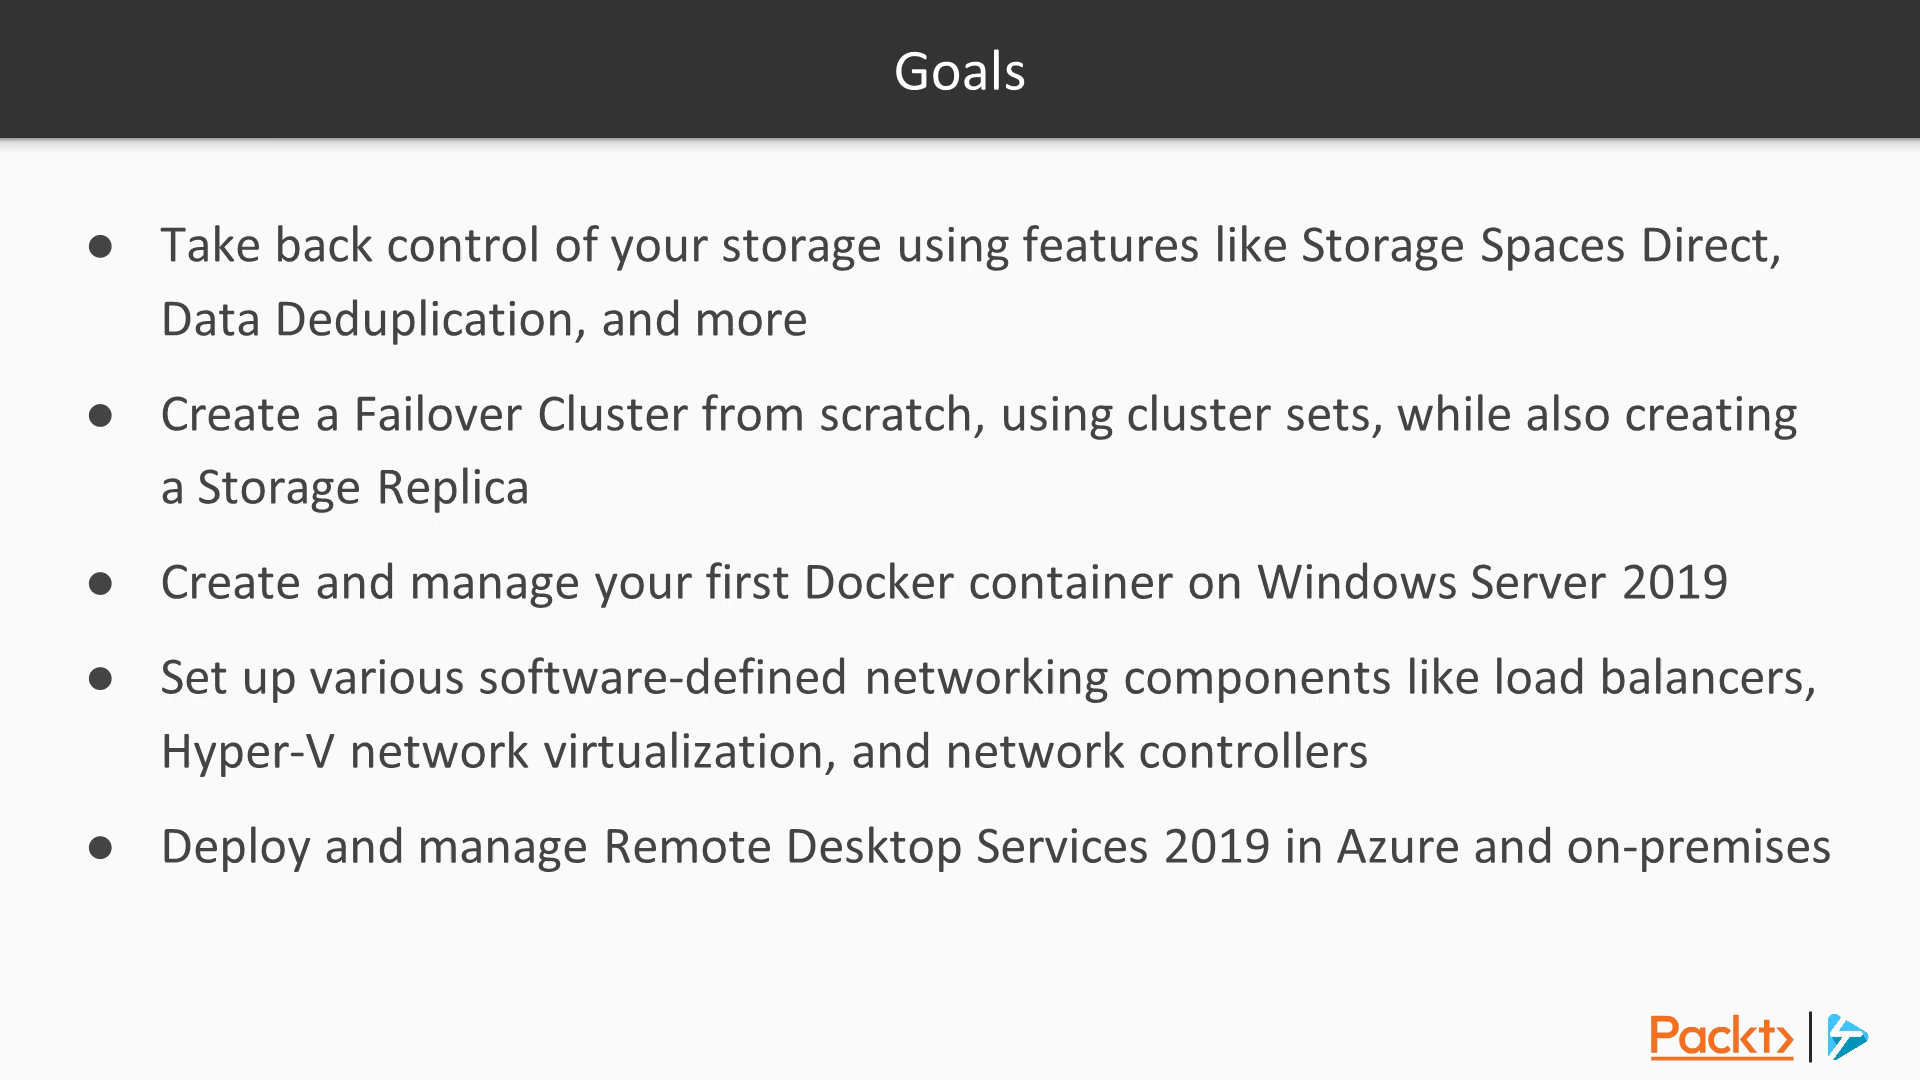 Goals
● Take back control of your storage using features like Storage Spaces Direct,
Data Deduplication, and more
● Create a Failover Cluster from scratch, using cluster sets, while also creating
a Storage Replica
● Create and manage your first Docker container on Windows Server 2019
● Set up various software-defined networking components like load balancers,
Hyper-V network virtualization, and network controllers
● Deploy and manage Remote Desktop Services 2019 in Azure and on-premises
Packt